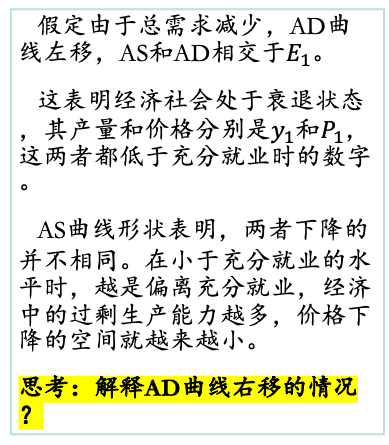 假定由于总需求减少，AD曲
线左移，AS和AD相交于E₁。
这表明经济社会处于衰退状态
，其产量和价格分别是y₁和P₁，
这两者都低于充分就业时的数字
。
AS曲线形状表明，两者下降的
并不相同。在小于充分就业的水
平时，越是偏离充分就业，经济
中的过剩生产能力越多，价格下
降的空间就越来越小。
思考：解释AD曲线右移的情况
？